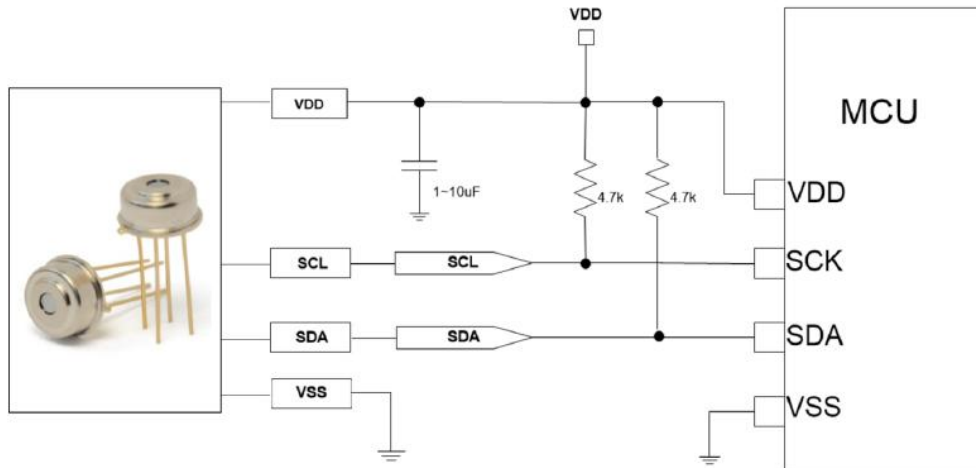 VDD
VDD
MCU
1~10uF
4.7k
4.7k
VDD
SCL
SCL
SCK
SDA
SDA
SDA
VSS
VSS